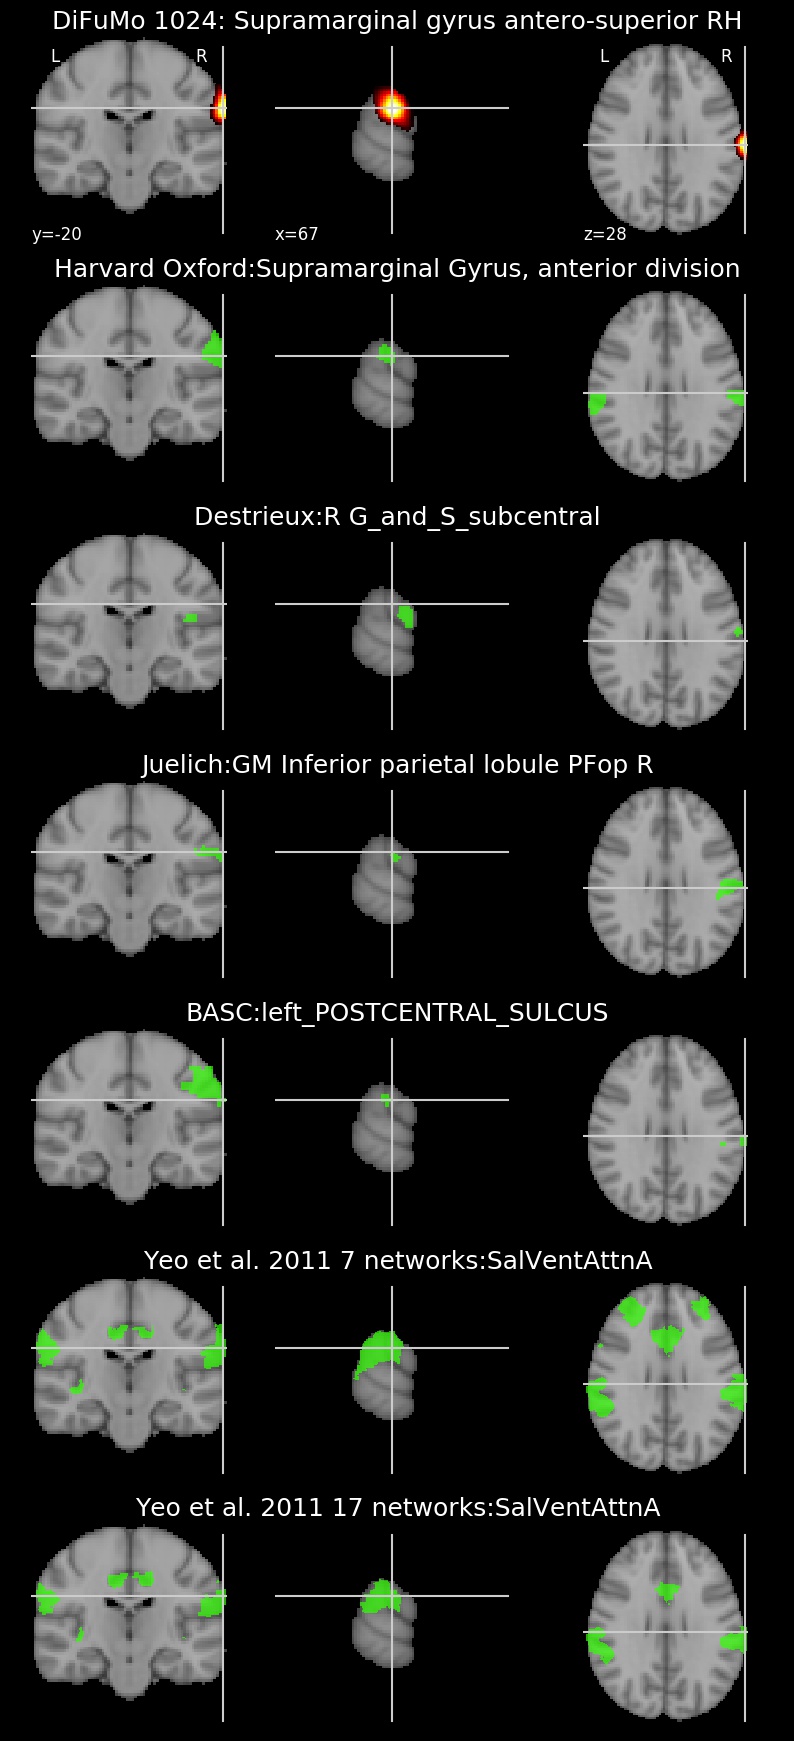 DiFuMo 1024: Supramarginal gyrus antero-superior RH
L R L R
y=-20 x=67 z=28
Harvard Oxford:Supramarginal Gyrus, anterior division
Destrieux:R G_and_S_subcentral
Juelich:GM Inferior parietal lobule PFop R
BASC:left_POSTCENTRAL_SULCUS
Yeo et al. 2011 7 networks:SalVentAttnA
Yeo et al. 2011 17 networks:SalVentAttnA